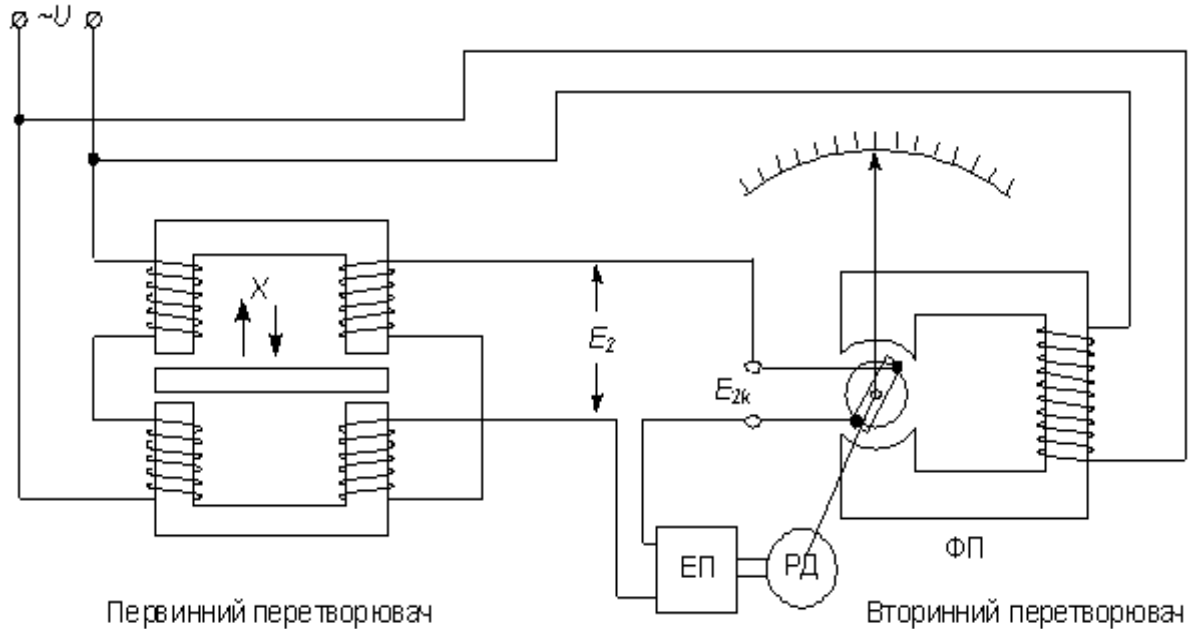 ~U
X
E2
E2k
ЕП
РД
ФП
Первинний перетворювач
Вторинний перетворювач